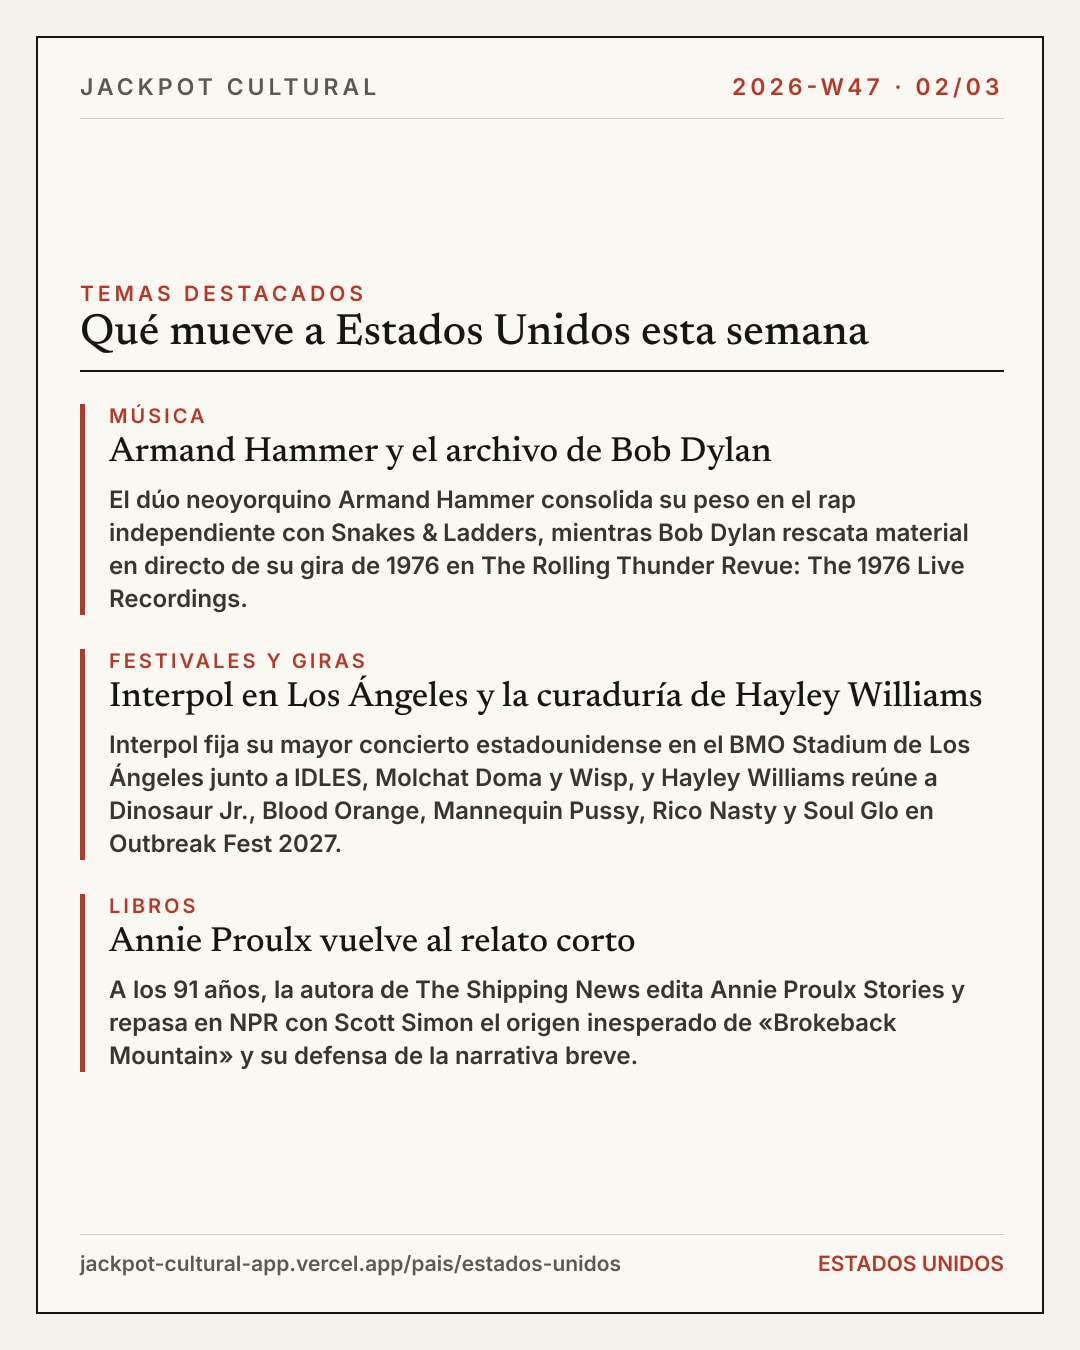 JACKPOT CULTURAL
2026-W47 · 02/03
TEMAS DESTACADOS
Qué mueve a Estados Unidos esta semana
MÚSICA
Armand Hammer y el archivo de Bob Dylan
El dúo neoyorquino Armand Hammer consolida su peso en el rap
independiente con Snakes & Ladders, mientras Bob Dylan rescata material
en directo de su gira de 1976 en The Rolling Thunder Revue: The 1976 Live
Recordings.
FESTIVALES Y GIRAS
Interpol en Los Ángeles y la curaduría de Hayley Williams
Interpol fija su mayor concierto estadounidense en el BMO Stadium de Los
Ángeles junto a IDLES, Molchat Doma y Wisp, y Hayley Williams reúne a
Dinosaur Jr., Blood Orange, Mannequin Pussy, Rico Nasty y Soul Glo en
Outbreak Fest 2027.
LIBROS
Annie Proulx vuelve al relato corto
A los 91 años, la autora de The Shipping News edita Annie Proulx Stories y
repasa en NPR con Scott Simon el origen inesperado de «Brokeback
Mountain» y su defensa de la narrativa breve.
jackpot-cultural-app.vercel.app/pais/estados-unidos
ESTADOS UNIDOS